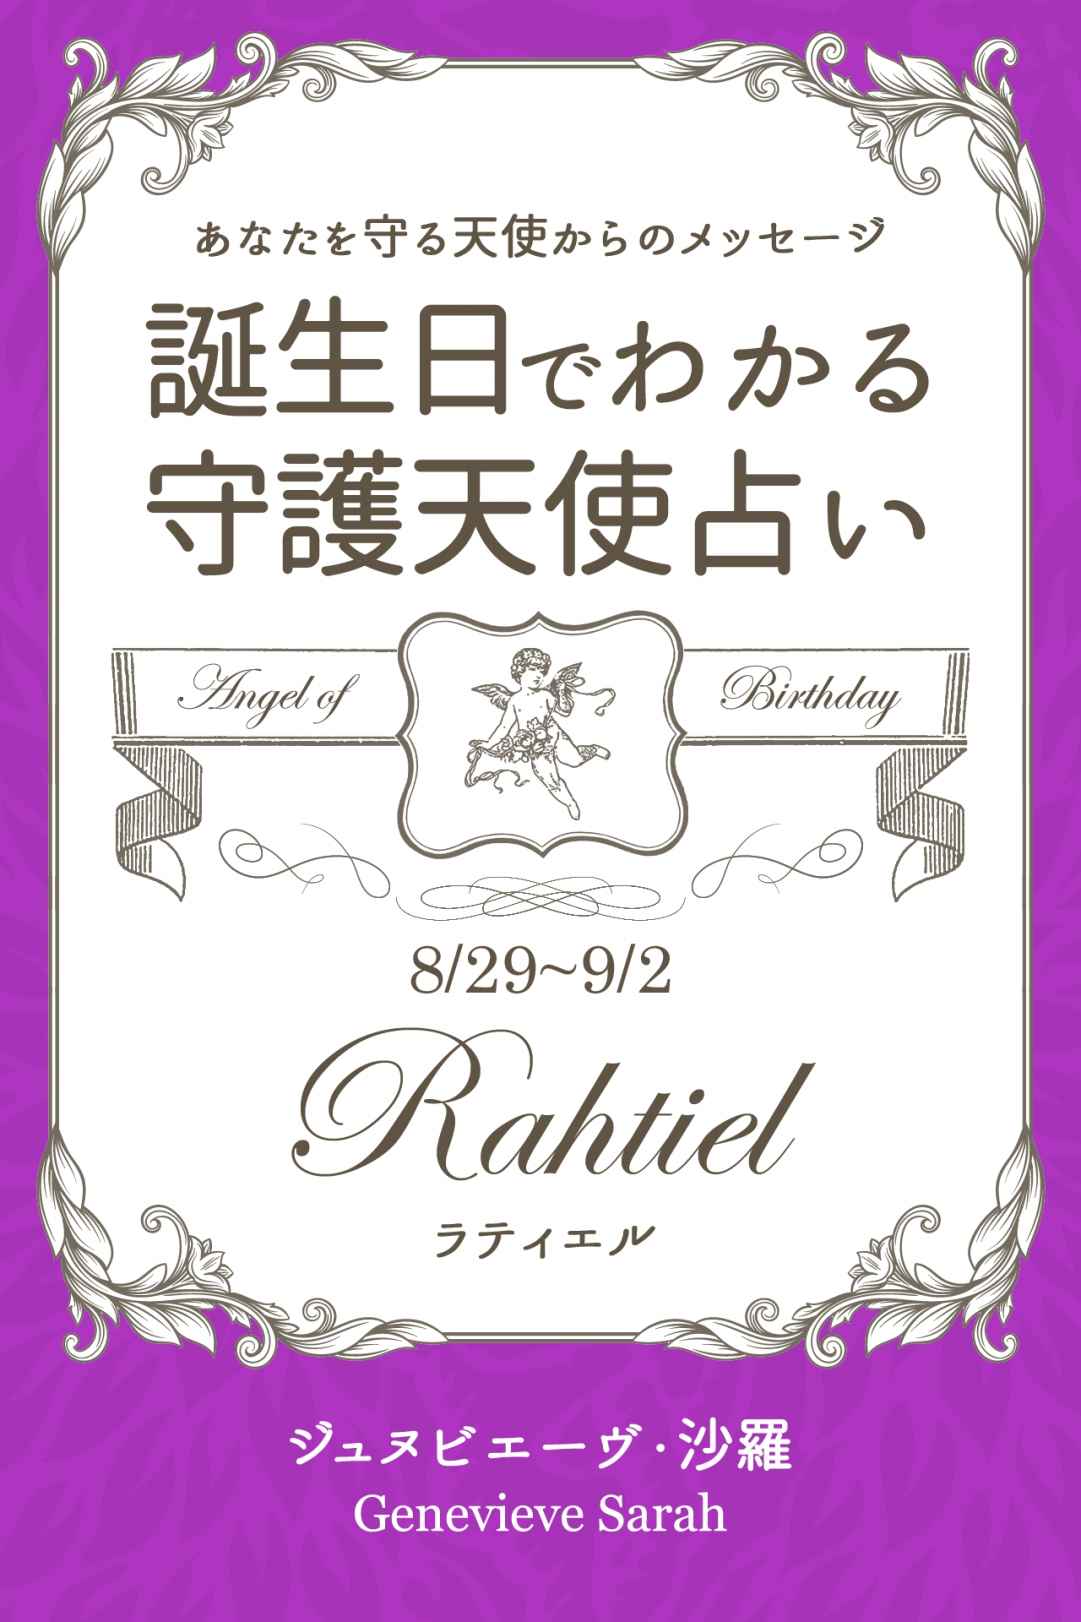 あなたを守る天使からのメッセージ
誕生日でわかる
守護天使占い
Angel of Birthday
8/29~9/2
Rahtiel
ラティエル
ジュヌビエーヴ・沙羅
Genevieve Sarah